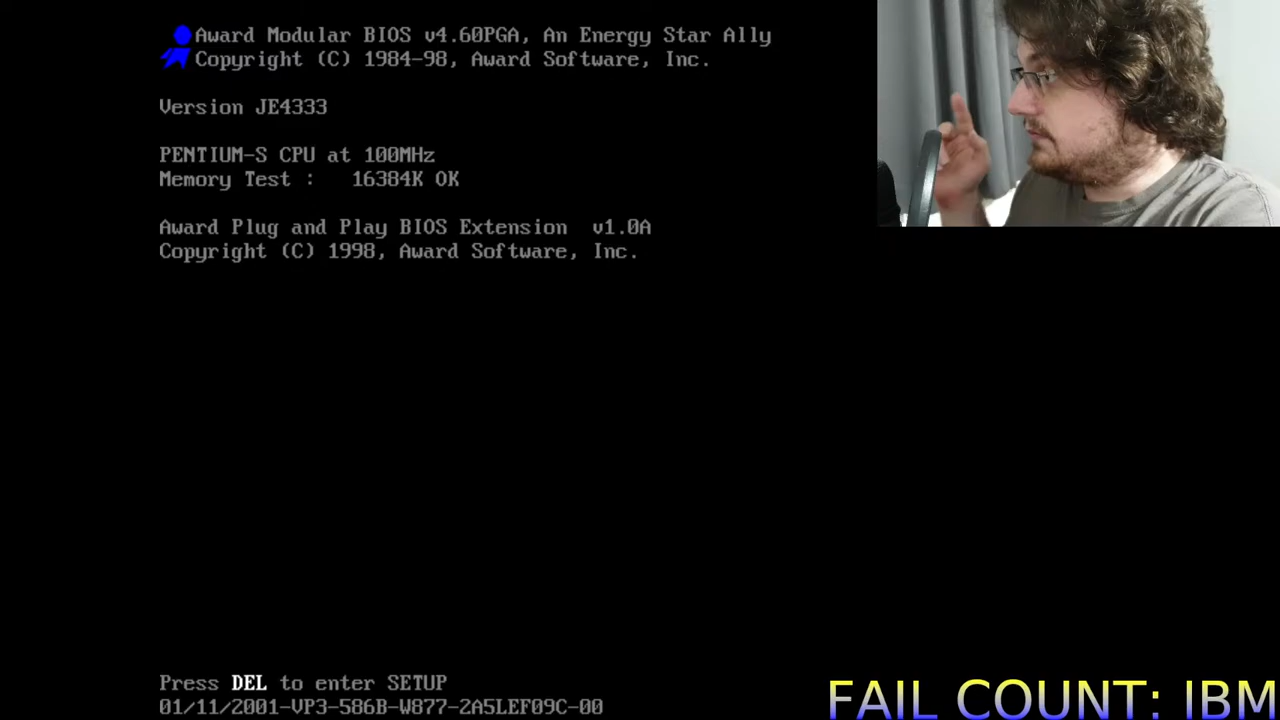 Award Modular BIOS v4.60PGA, An Energy Star Ally
Copyright (C) 1984-98, Award Software, Inc.
Version JE4333
PENTIUM-S CPU at 100MHz
Memory Test :   16384K OK
Award Plug and Play BIOS Extension  v1.0A
Copyright (C) 1998, Award Software, Inc.
Press DEL to enter SETUP
01/11/2001-VP3-586B-W877-2A5LEF09C-00
FAIL COUNT: IBM